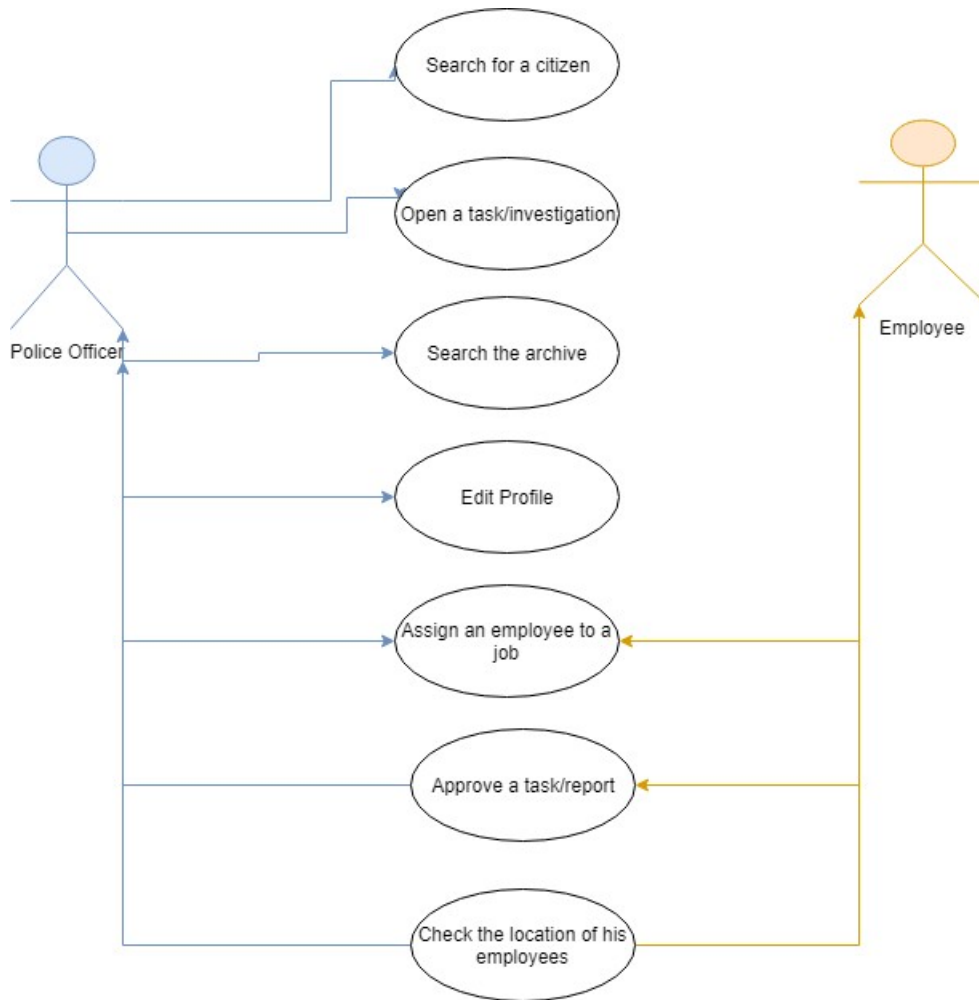 Search for a citizen
Open a task/investigation
Police Officer
Employee
Search the archive
Edit Profile
Assign an employee to a
job
Approve a task/report
Check the location of his
employees